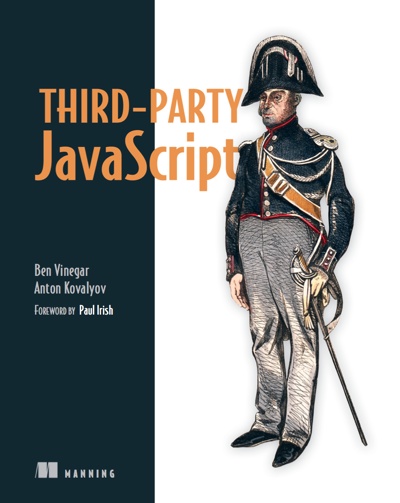 THIRD-PARTY
JavaScript
Ben Vinegar
Anton Kovalyov
FOREWORD BY Paul Irish
MANNING